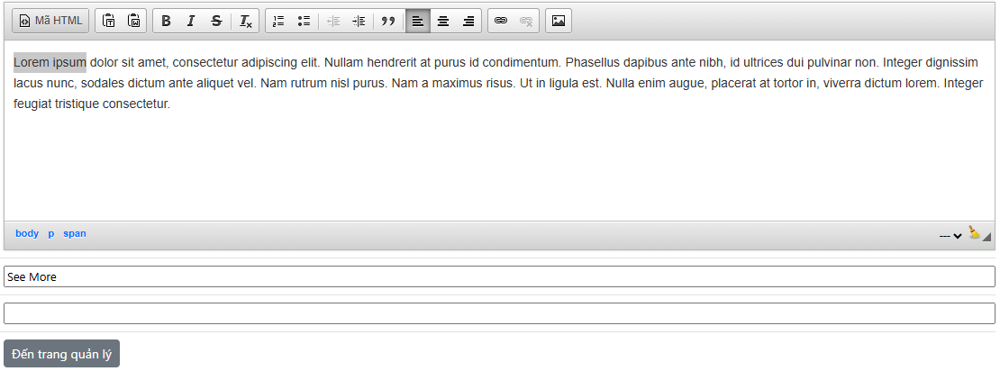 Mã HTML
Lorem ipsum dolor sit amet, consectetur adipiscing elit. Nullam hendrerit at purus id condimentum. Phasellus dapibus ante nibh, id ultrices dui pulvinar non. Integer dignissim
lacus nunc, sodales dictum ante aliquet vel. Nam rutrum nisl purus. Nam a maximus risus. Ut in ligula est. Nulla enim augue, placerat at tortor in, viverra dictum lorem. Integer
feugiat tristique consectetur.
body p span
---
See More
Đến trang quản lý